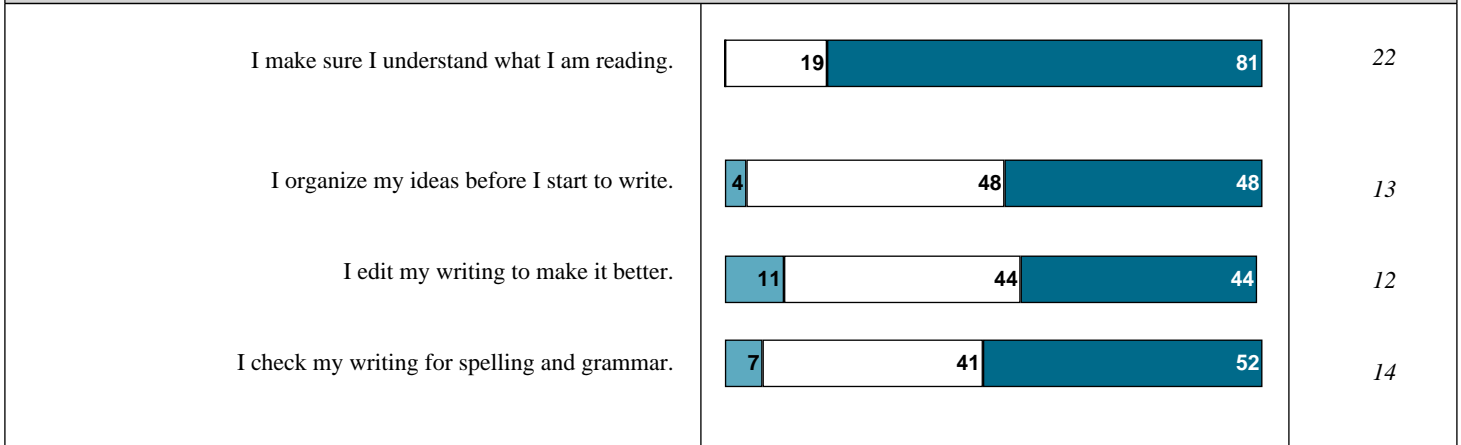 I make sure I understand what I am reading. 19 81 22
I organize my ideas before I start to write. 4 48 48 13
I edit my writing to make it better. 11 44 44 12
I check my writing for spelling and grammar. 7 41 52 14